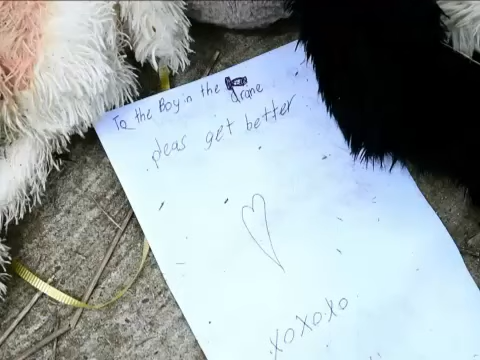 To the Boy in the
drane
pleas get better
xoxoxo